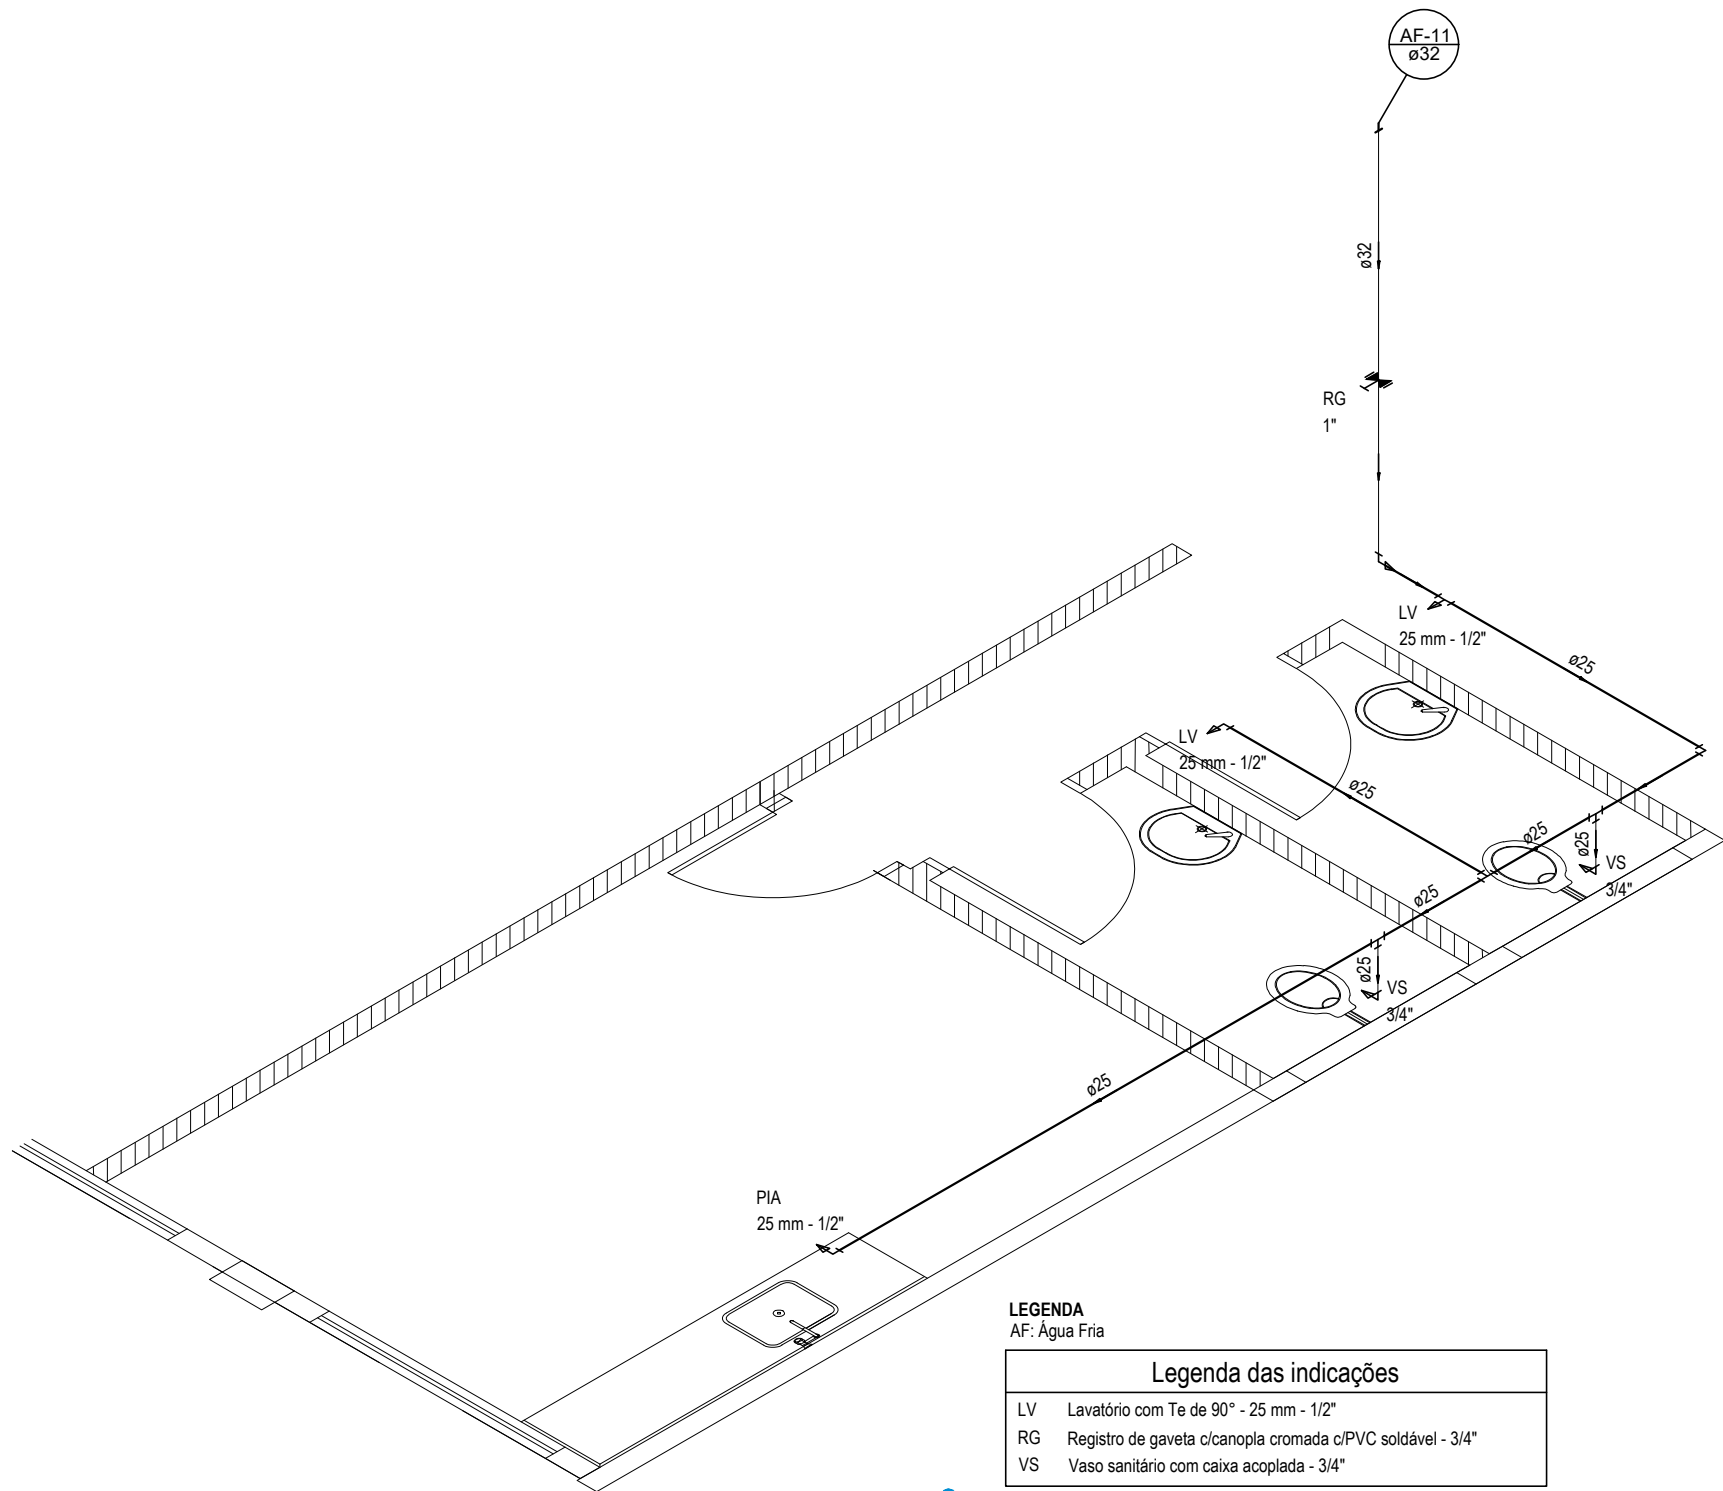 AF-11
ø32
ø32
RG
1"
LV
25 mm - 1/2"
ø25
LV
25 mm - 1/2"
ø25
ø25
ø25
VS
3/4"
ø25
ø25
VS
3/4"
ø25
PIA
25 mm - 1/2"
LEGENDA
AF: Água Fria
Legenda das indicações
LV Lavatório com Te de 90° - 25 mm - 1/2"
RG Registro de gaveta c/canopla cromada c/PVC soldável - 3/4"
VS Vaso sanitário com caixa acoplada - 3/4"